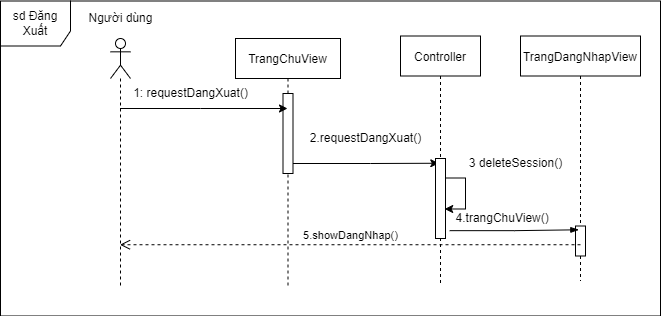 sd Đăng
Xuất
Người dùng
TrangChuView
Controller
TrangDangNhapView
1: requestDangXuat()
2.requestDangXuat()
3 deleteSession()
4.trangChuView()
5.showDangNhap()